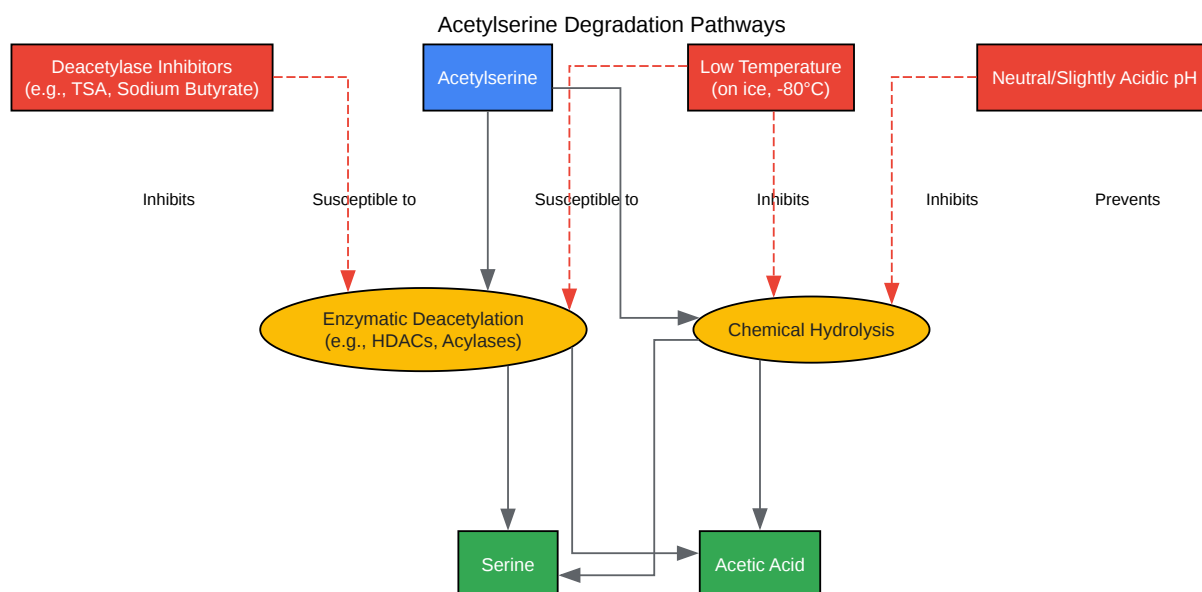 Acetylserine Degradation Pathways
Deacetylase Inhibitors
(e.g., TSA, Sodium Butyrate)
Acetylserine
Low Temperature
(on ice, -80°C)
Neutral/Slightly Acidic pH
Inhibits
Susceptible to
Susceptible to
Inhibits
Inhibits
Prevents
Enzymatic Deacetylation
(e.g., HDACs, Acylases)
Chemical Hydrolysis
Serine
Acetic Acid